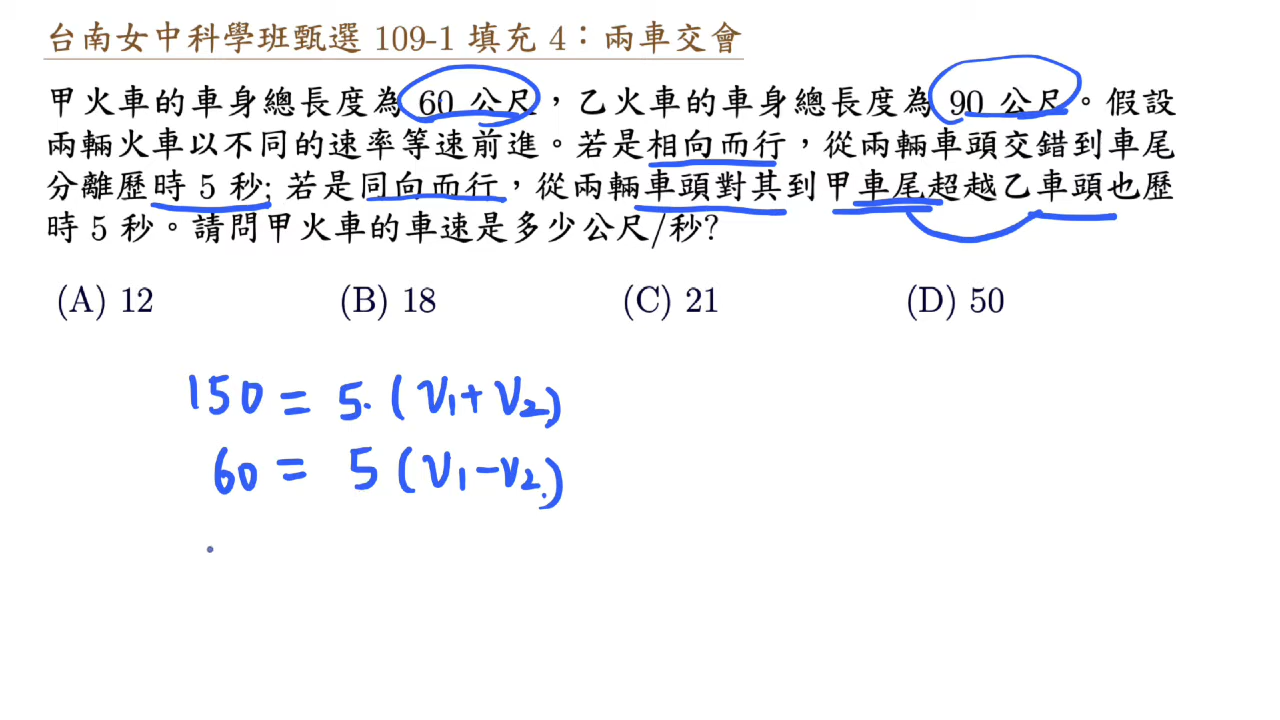 台南女中科學班甄選 109-1 填充 4：兩車交會
甲火車的車身總長度為 60 公尺，乙火車的車身總長度為 90 公尺。假設
兩輛火車以不同的速率等速前進。若是相向而行，從兩輛車頭交錯到車尾
分離歷時 5 秒; 若是同向而行，從兩輛車頭對其到甲車尾超越乙車頭也歷
時 5 秒。請問甲火車的車速是多少公尺/秒?
(A) 12 (B) 18 (C) 21 (D) 50
150 = 5·(V₁+V₂)
60 = 5(V₁-V₂)